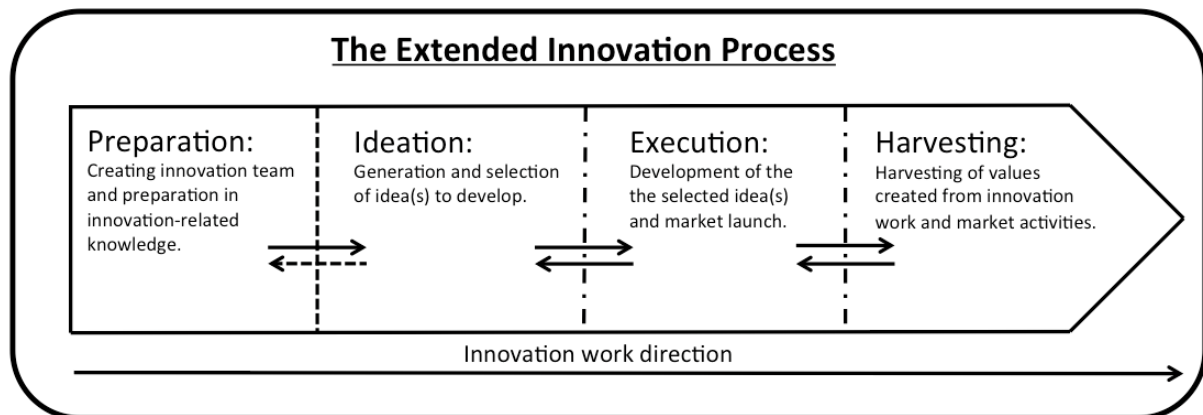 The Extended Innovation Process
Preparation:
Creating innovation team
and preparation in
innovation-related
knowledge.
Ideation:
Generation and selection
of idea(s) to develop.
Execution:
Development of the
the selected idea(s)
and market launch.
Harvesting:
Harvesting of values
created from innovation
work and market activities.
Innovation work direction